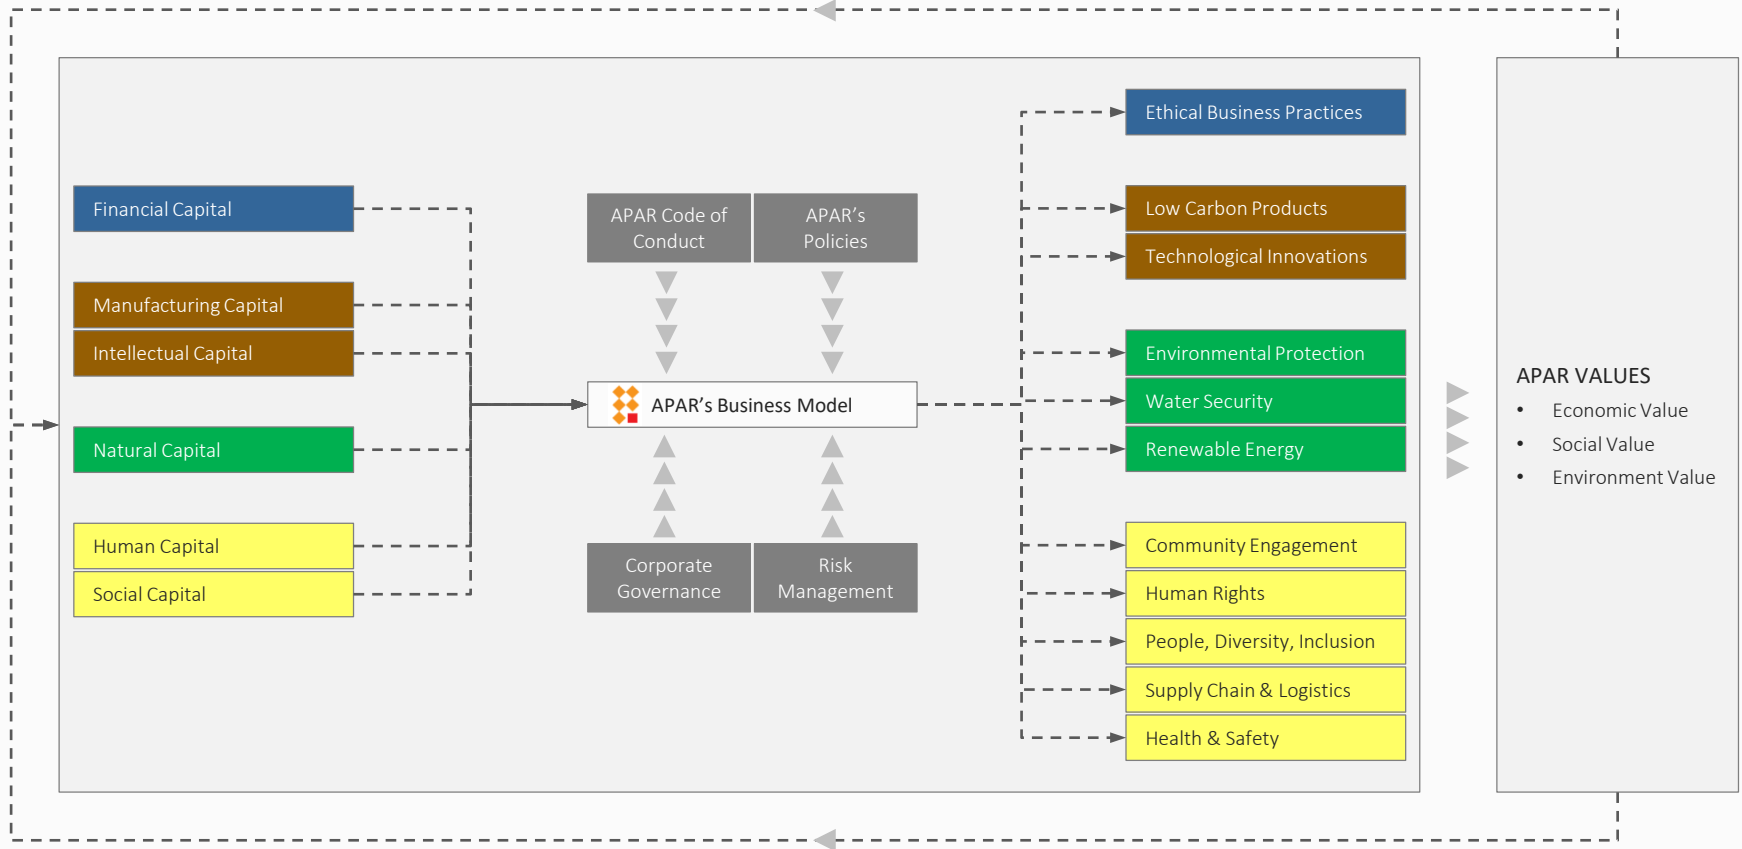 Financial Capital
Manufacturing Capital
Intellectual Capital
Natural Capital
Human Capital
Social Capital
APAR Code of
Conduct
APAR’s
Policies
APAR’s Business Model
Corporate
Governance
Risk
Management
Ethical Business Practices
Low Carbon Products
Technological Innovations
Environmental Protection
Water Security
Renewable Energy
Community Engagement
Human Rights
People, Diversity, Inclusion
Supply Chain & Logistics
Health & Safety
APAR VALUES
• Economic Value
• Social Value
• Environment Value